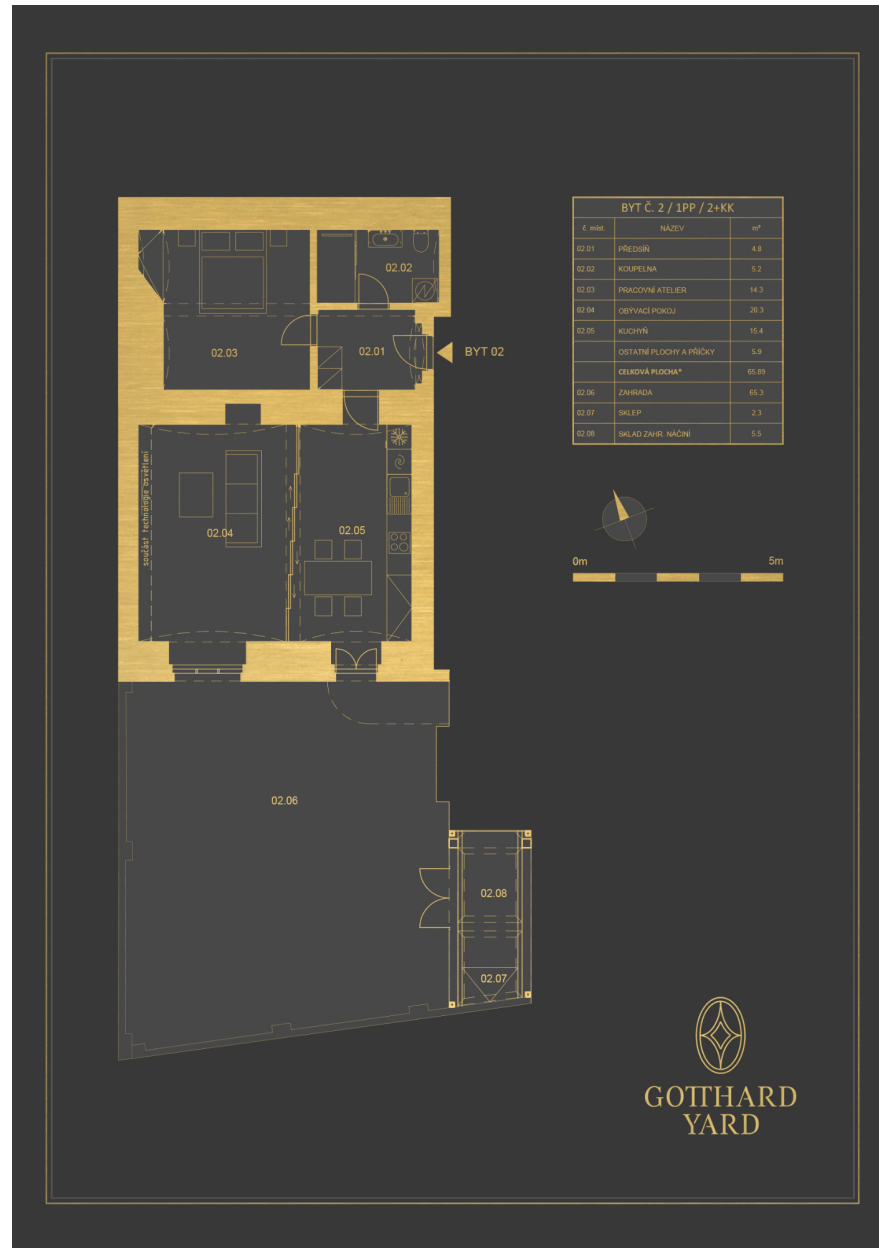 BYT Č. 2 / 1PP / 2+KK
č. míst. NÁZEV m²
02.01 PŘEDSÍŇ 4.8
02.02 KOUPELNA 5.2
02.03 PRACOVNÍ ATELIER 14.3
02.04 OBÝVACÍ POKOJ 20.3
02.05 KUCHYŇ 15.4
OSTATNÍ PLOCHY A PŘÍČKY 5.9
CELKOVÁ PLOCHA* 65.89
02.06 ZAHRADA 65.3
02.07 SKLEP 2.3
02.08 SKLAD ZAHR. NÁČINÍ 5.5
02.02
02.03
02.01
BYT 02
součást technologie osvětlení
02.04
02.05
0m 5m
02.06
02.08
02.07
GOTTHARD
YARD